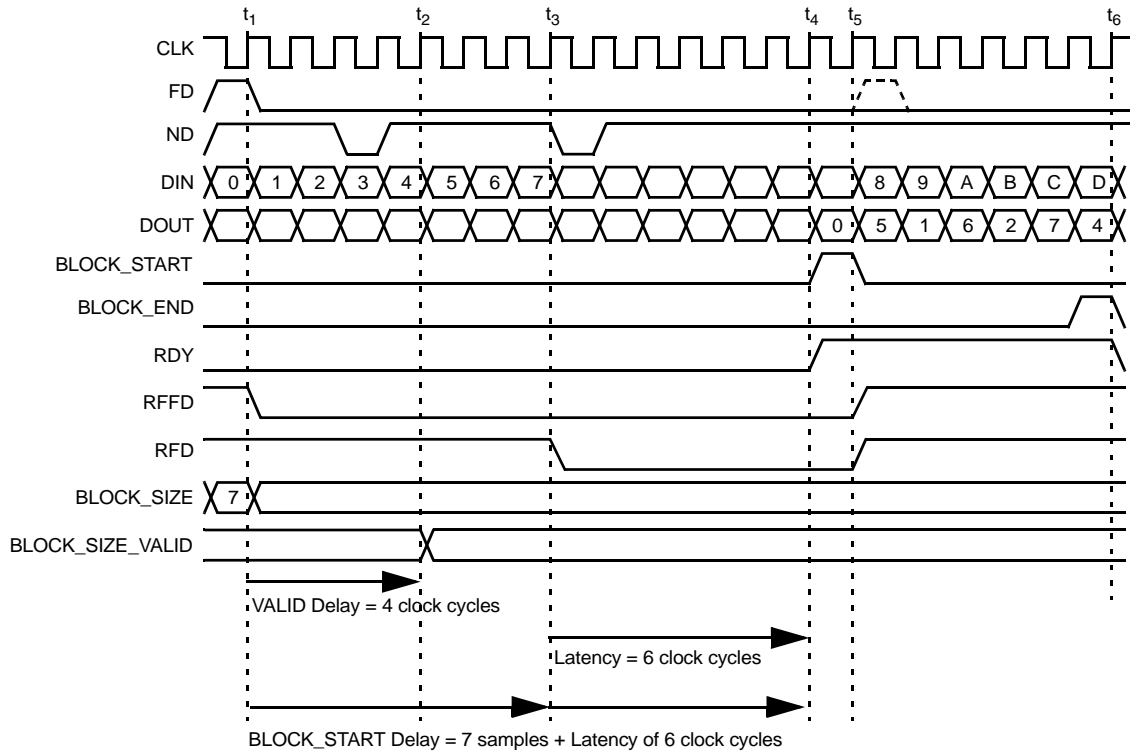 t1 t2 t3 t4 t5 t6
CLK
FD
ND
DIN 0 1 2 3 4 5 6 7 8 9 A B C D
DOUT 0 5 1 6 2 7 4
BLOCK_START
BLOCK_END
RDY
RFFD
RFD
BLOCK_SIZE 7
BLOCK_SIZE_VALID
VALID Delay = 4 clock cycles
Latency = 6 clock cycles
BLOCK_START Delay = 7 samples + Latency of 6 clock cycles